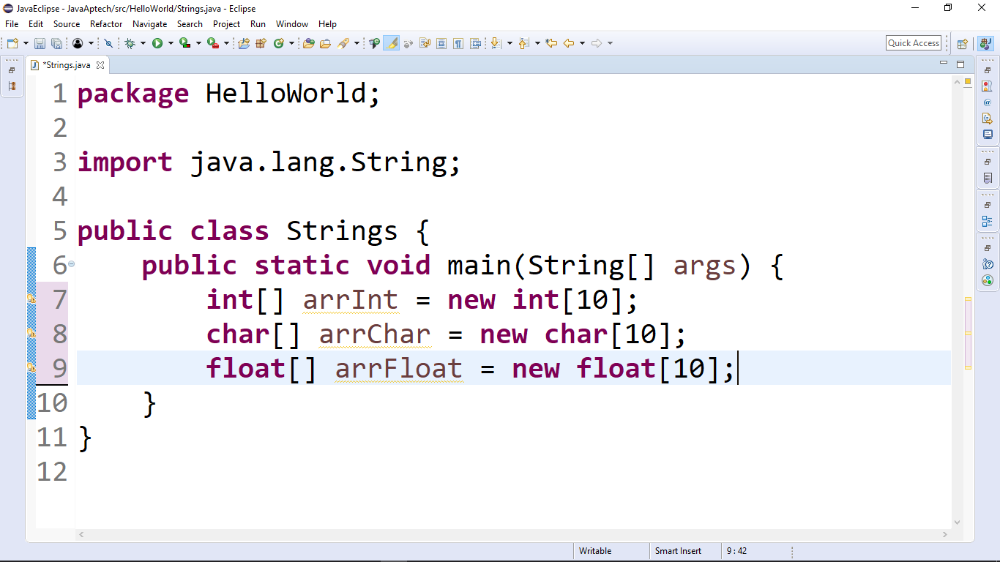 JavaEclipse - JavaAptech/src/HelloWorld/Strings.java - Eclipse
File Edit Source Refactor Navigate Search Project Run Window Help
Quick Access
*Strings.java
1 package HelloWorld;
2
3 import java.lang.String;
4
5 public class Strings {
6 public static void main(String[] args) {
7 int[] arrInt = new int[10];
8 char[] arrChar = new char[10];
9 float[] arrFloat = new float[10];
10 }
11 }
12
Writable Smart Insert 9 : 42